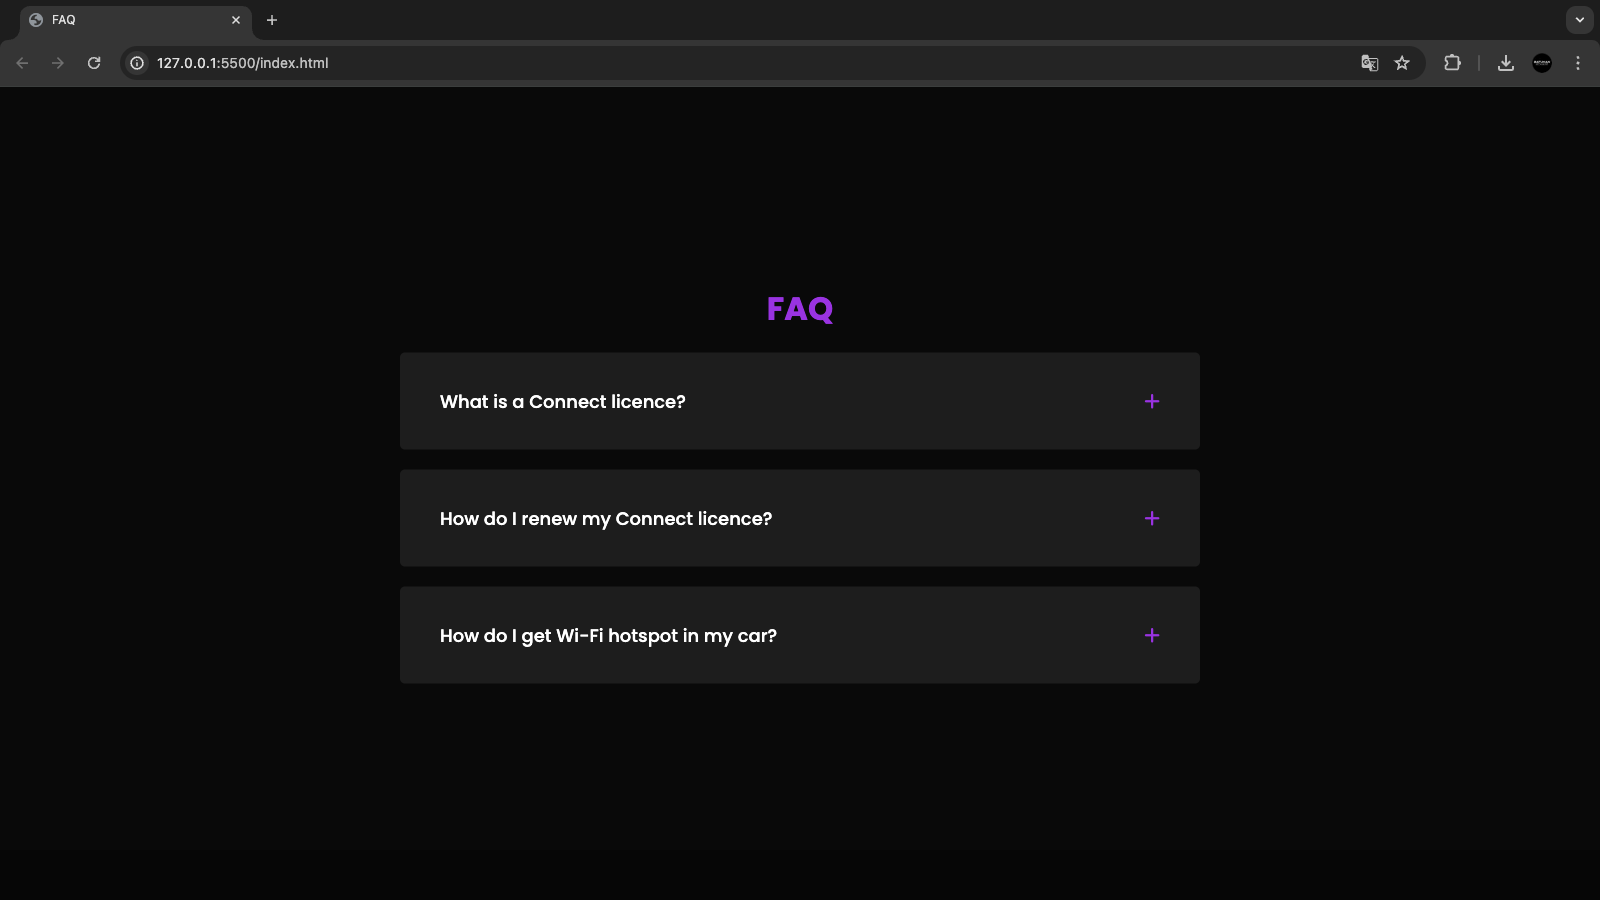 FAQ
127.0.0.1:5500/index.html
FAQ
What is a Connect licence?
How do I renew my Connect licence?
How do I get Wi-Fi hotspot in my car?